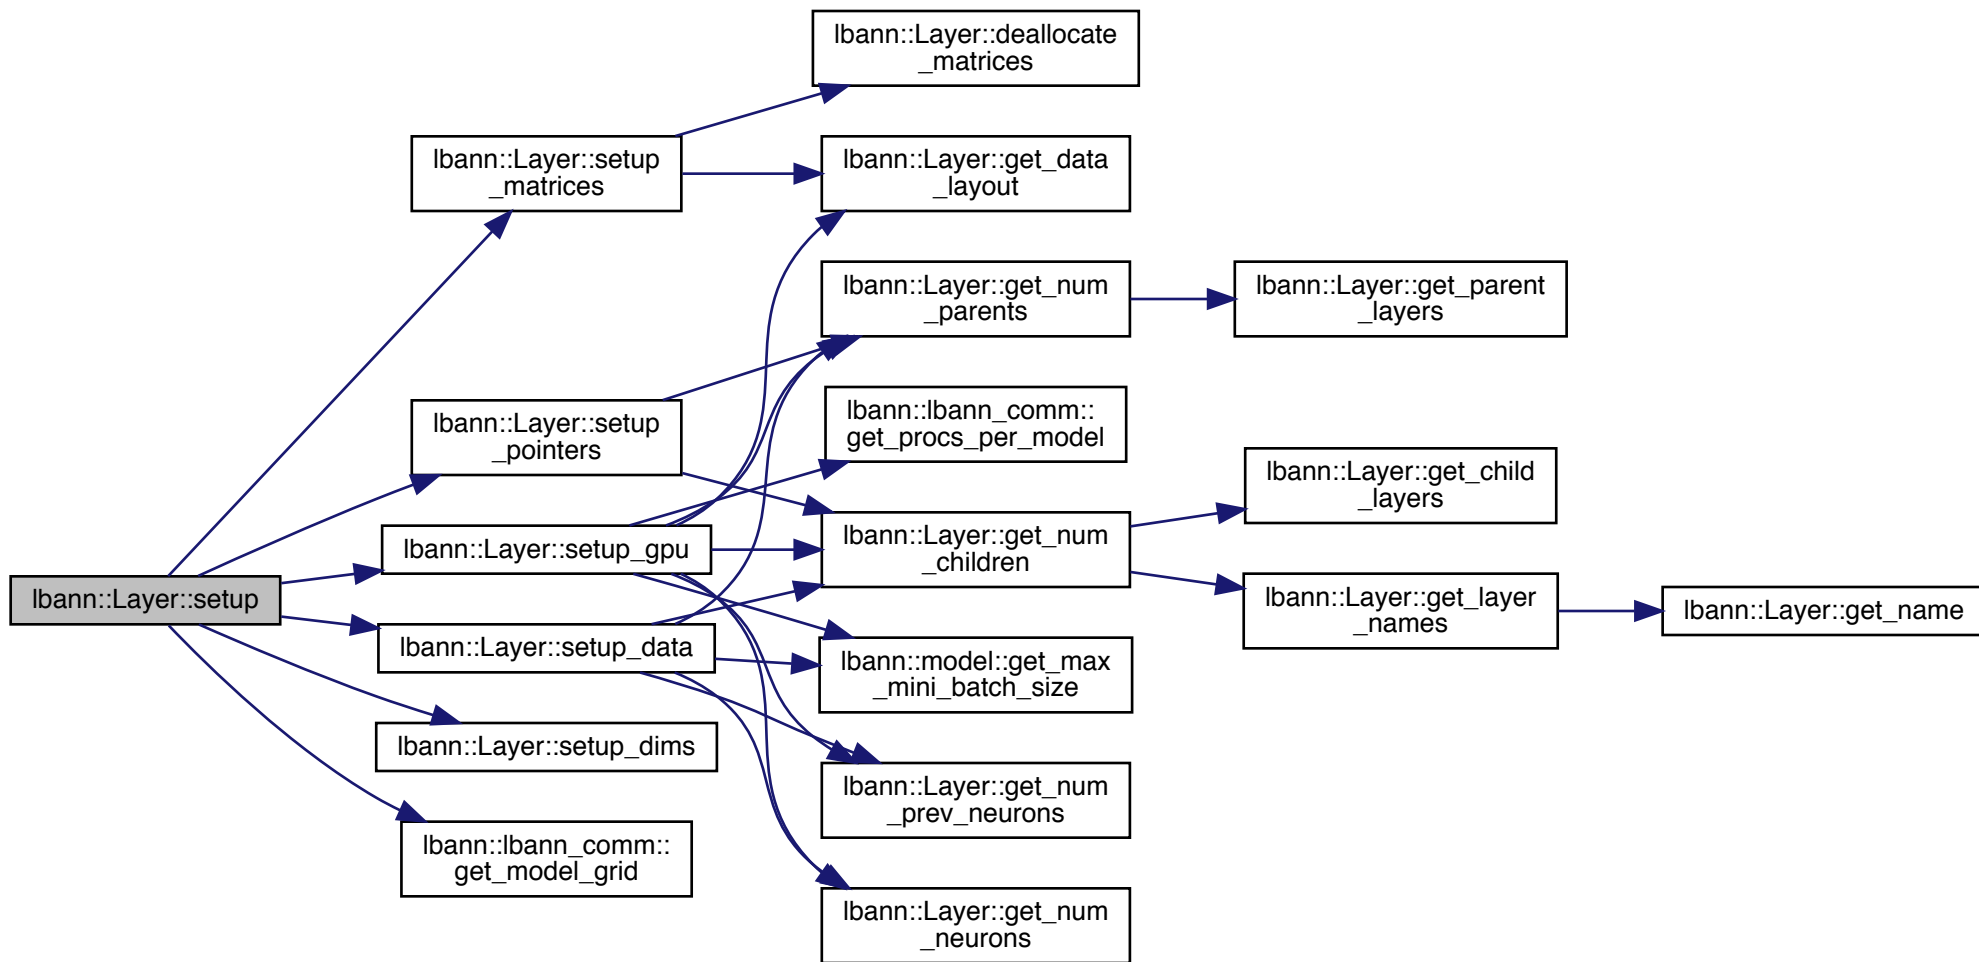 lbann::Layer::setup
lbann::Layer::setup
_matrices
lbann::Layer::setup
_pointers
lbann::Layer::setup_gpu
lbann::Layer::setup_data
lbann::Layer::setup_dims
lbann::lbann_comm::
get_model_grid
lbann::Layer::deallocate
_matrices
lbann::Layer::get_data
_layout
lbann::Layer::get_num
_parents
lbann::lbann_comm::
get_procs_per_model
lbann::Layer::get_num
_children
lbann::model::get_max
_mini_batch_size
lbann::Layer::get_num
_prev_neurons
lbann::Layer::get_num
_neurons
lbann::Layer::get_parent
_layers
lbann::Layer::get_child
_layers
lbann::Layer::get_layer
_names
lbann::Layer::get_name